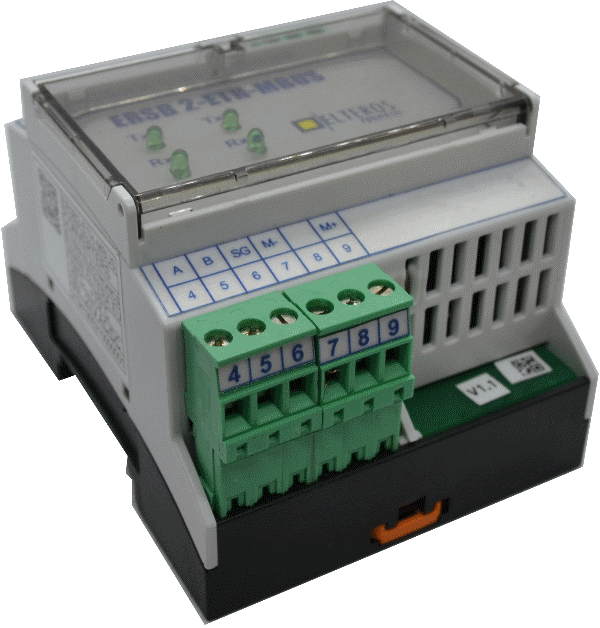 ERSB 2-ETH-MBUS
ELTEROS
Tx Tx
Rx Rx
A B SG M- M+
4 5 6 7 8 9
4 5 6 7 8 9
V1.1